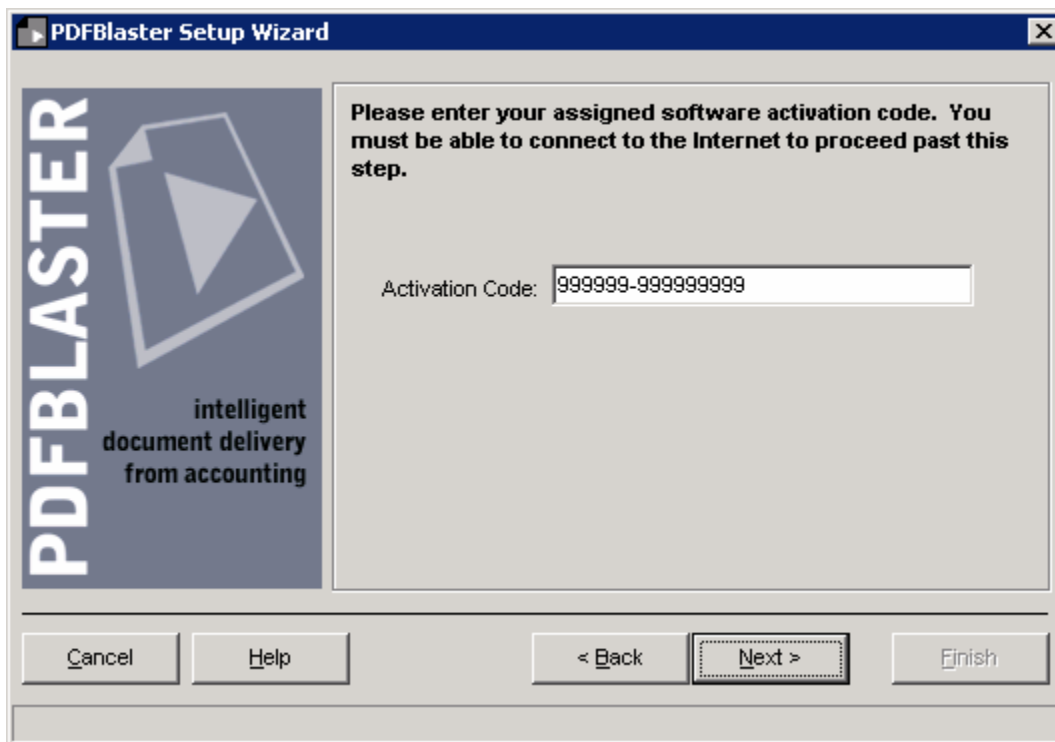 PDFBlaster Setup Wizard
PDFBLASTER
intelligent
document delivery
from accounting
Please enter your assigned software activation code.  You
must be able to connect to the Internet to proceed past this
step.
Activation Code: 999999-999999999
Cancel Help < Back Next > Finish